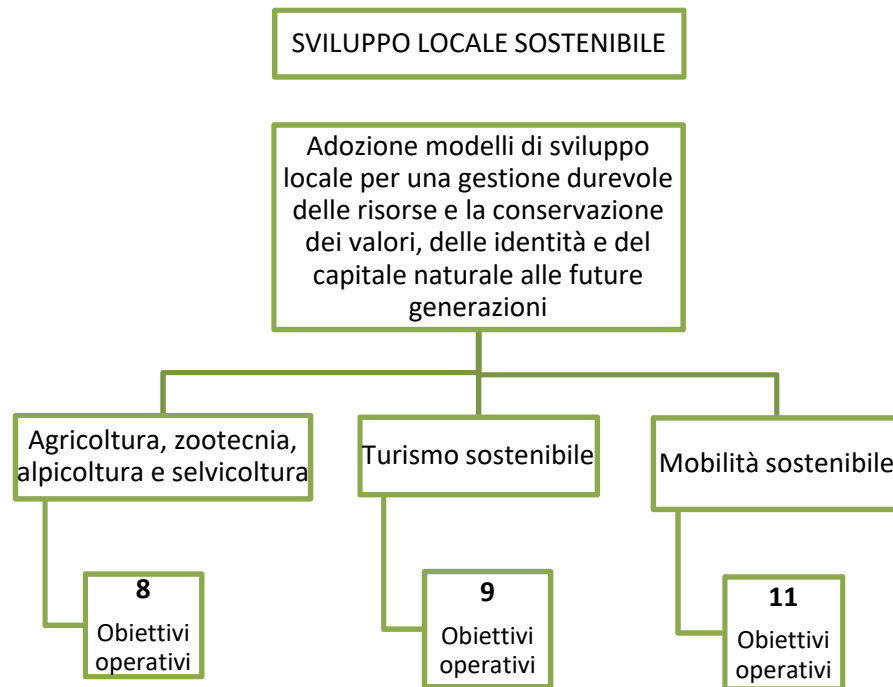 SVILUPPO LOCALE SOSTENIBILE
Adozione modelli di sviluppo
locale per una gestione durevole
delle risorse e la conservazione
dei valori, delle identità e del
capitale naturale alle future
generazioni
Agricoltura, zootecnia,
alpicoltura e selvicoltura
Turismo sostenibile
Mobilità sostenibile
8
Obiettivi
operativi
9
Obiettivi
operativi
11
Obiettivi
operativi